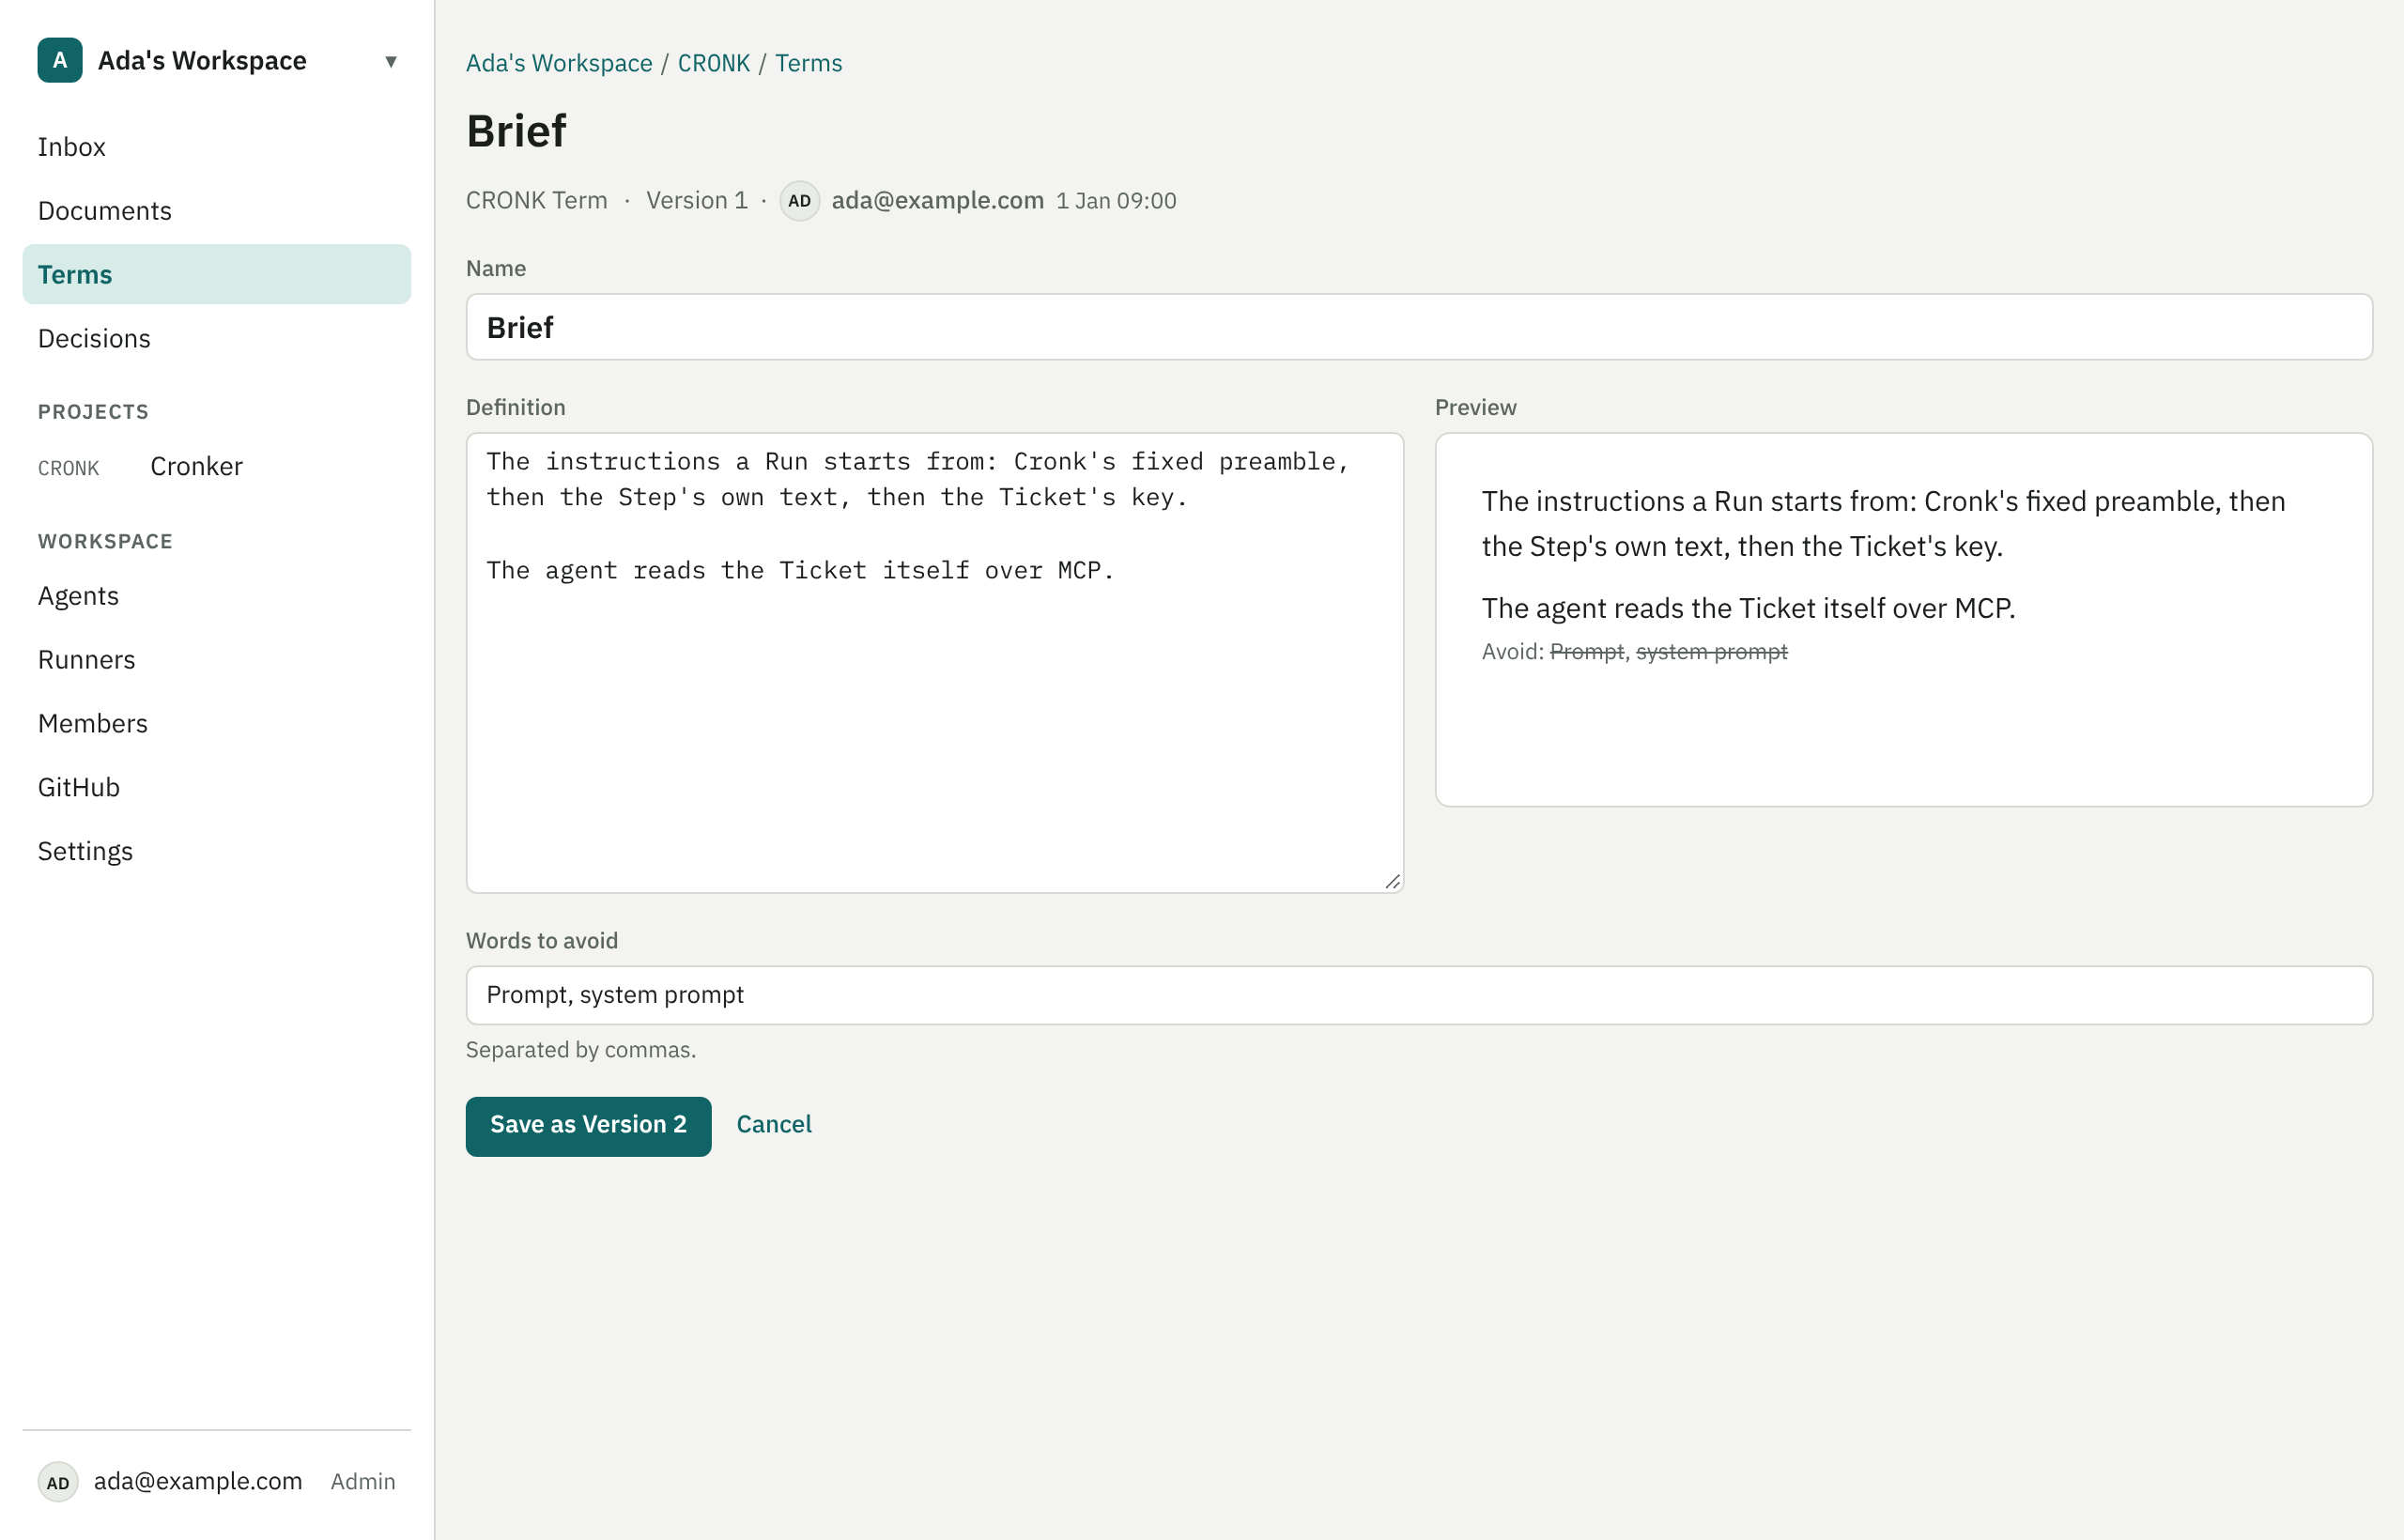 A Ada's Workspace ▾
Inbox
Documents
Terms
Decisions
PROJECTS
CRONK Cronker
WORKSPACE
Agents
Runners
Members
GitHub
Settings
AD ada@example.com Admin
Ada's Workspace / CRONK / Terms
Brief
CRONK Term · Version 1 · AD ada@example.com 1 Jan 09:00
Name
Brief
Definition
The instructions a Run starts from: Cronk's fixed preamble,
then the Step's own text, then the Ticket's key.
The agent reads the Ticket itself over MCP.
Preview
The instructions a Run starts from: Cronk's fixed preamble, then
the Step's own text, then the Ticket's key.
The agent reads the Ticket itself over MCP.
Avoid: Prompt, system prompt
Words to avoid
Prompt, system prompt
Separated by commas.
Save as Version 2 Cancel